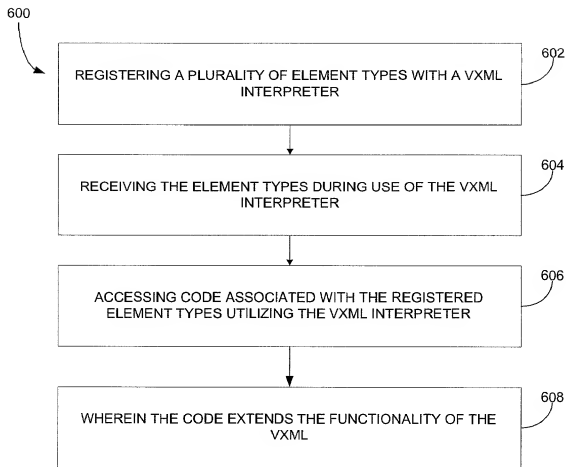 600
602
REGISTERING A PLURALITY OF ELEMENT TYPES WITH A VXML
INTERPRETER
604
RECEIVING THE ELEMENT TYPES DURING USE OF THE VXML
INTERPRETER
606
ACCESSING CODE ASSOCIATED WITH THE REGISTERED
ELEMENT TYPES UTILIZING THE VXML INTERPRETER
608
WHEREIN THE CODE EXTENDS THE FUNCTIONALITY OF THE
VXML